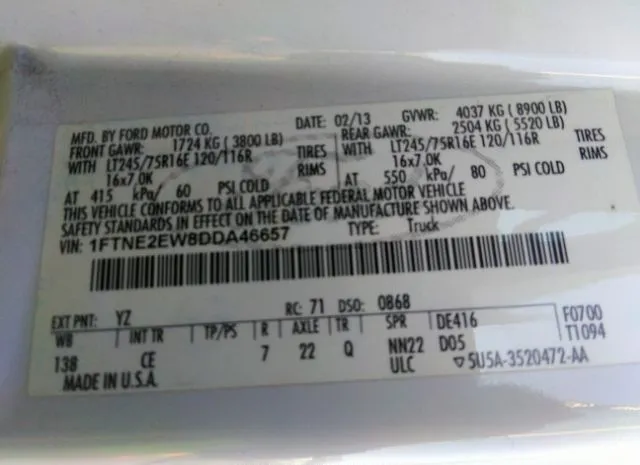 MFD. BY FORD MOTOR CO. DATE: 02/13 GVWR: 4037 KG ( 8900 LB)
FRONT GAWR: 1724 KG ( 3800 LB) REAR GAWR: 2504 KG ( 5520 LB)
WITH LT245/75R16E 120/116R TIRES WITH LT245/75R16E 120/116R TIRES
16x7.0K RIMS 16x7.0K RIMS
AT 415 kPa/ 60 PSI COLD AT 550 kPa/ 80 PSI COLD
THIS VEHICLE CONFORMS TO ALL APPLICABLE FEDERAL MOTOR VEHICLE
SAFETY STANDARDS IN EFFECT ON THE DATE OF MANUFACTURE SHOWN ABOVE.
VIN: 1FTNE2EW8DDA46657 TYPE: Truck
EXT PNT: YZ RC: 71 DSO: 0868
WB INT TR TP/PS R AXLE TR SPR DE416 F0700
138 CE 7 22 Q NN22 D05 T1094
ULC 5U5A-3520472-AA
MADE IN U.S.A.